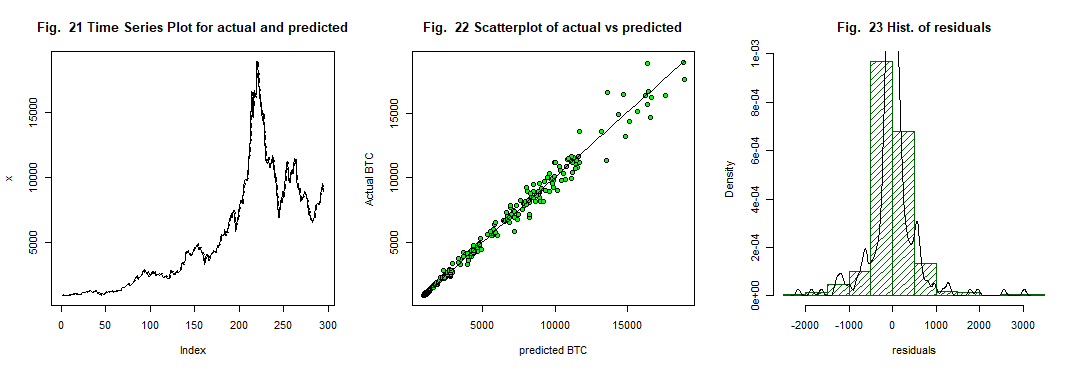 Fig. 21 Time Series Plot for actual and predicted
x
5000
10000
15000
0
50
100
150
200
250
300
Index
Fig. 22 Scatterplot of actual vs predicted
Actual BTC
5000
10000
15000
5000
10000
15000
predicted BTC
Fig. 23 Hist. of residuals
Density
0e+00
2e-04
4e-04
6e-04
8e-04
1e-03
-2000
-1000
0
1000
2000
3000
residuals